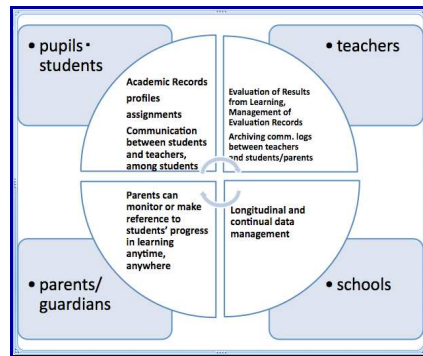 • pupils·
students
Academic Records
profiles
assignments
Communication
between students
and teachers,
among students
• teachers
Evaluation of Results
from Learning,
Management of
Evaluation Records
Archiving comm. logs
between teachers
and students/parents
Parents can
monitor or make
reference to
students' progress
in learning
anytime,
anywhere
• parents/
guardians
Longitudinal and
continual data
management
• schools